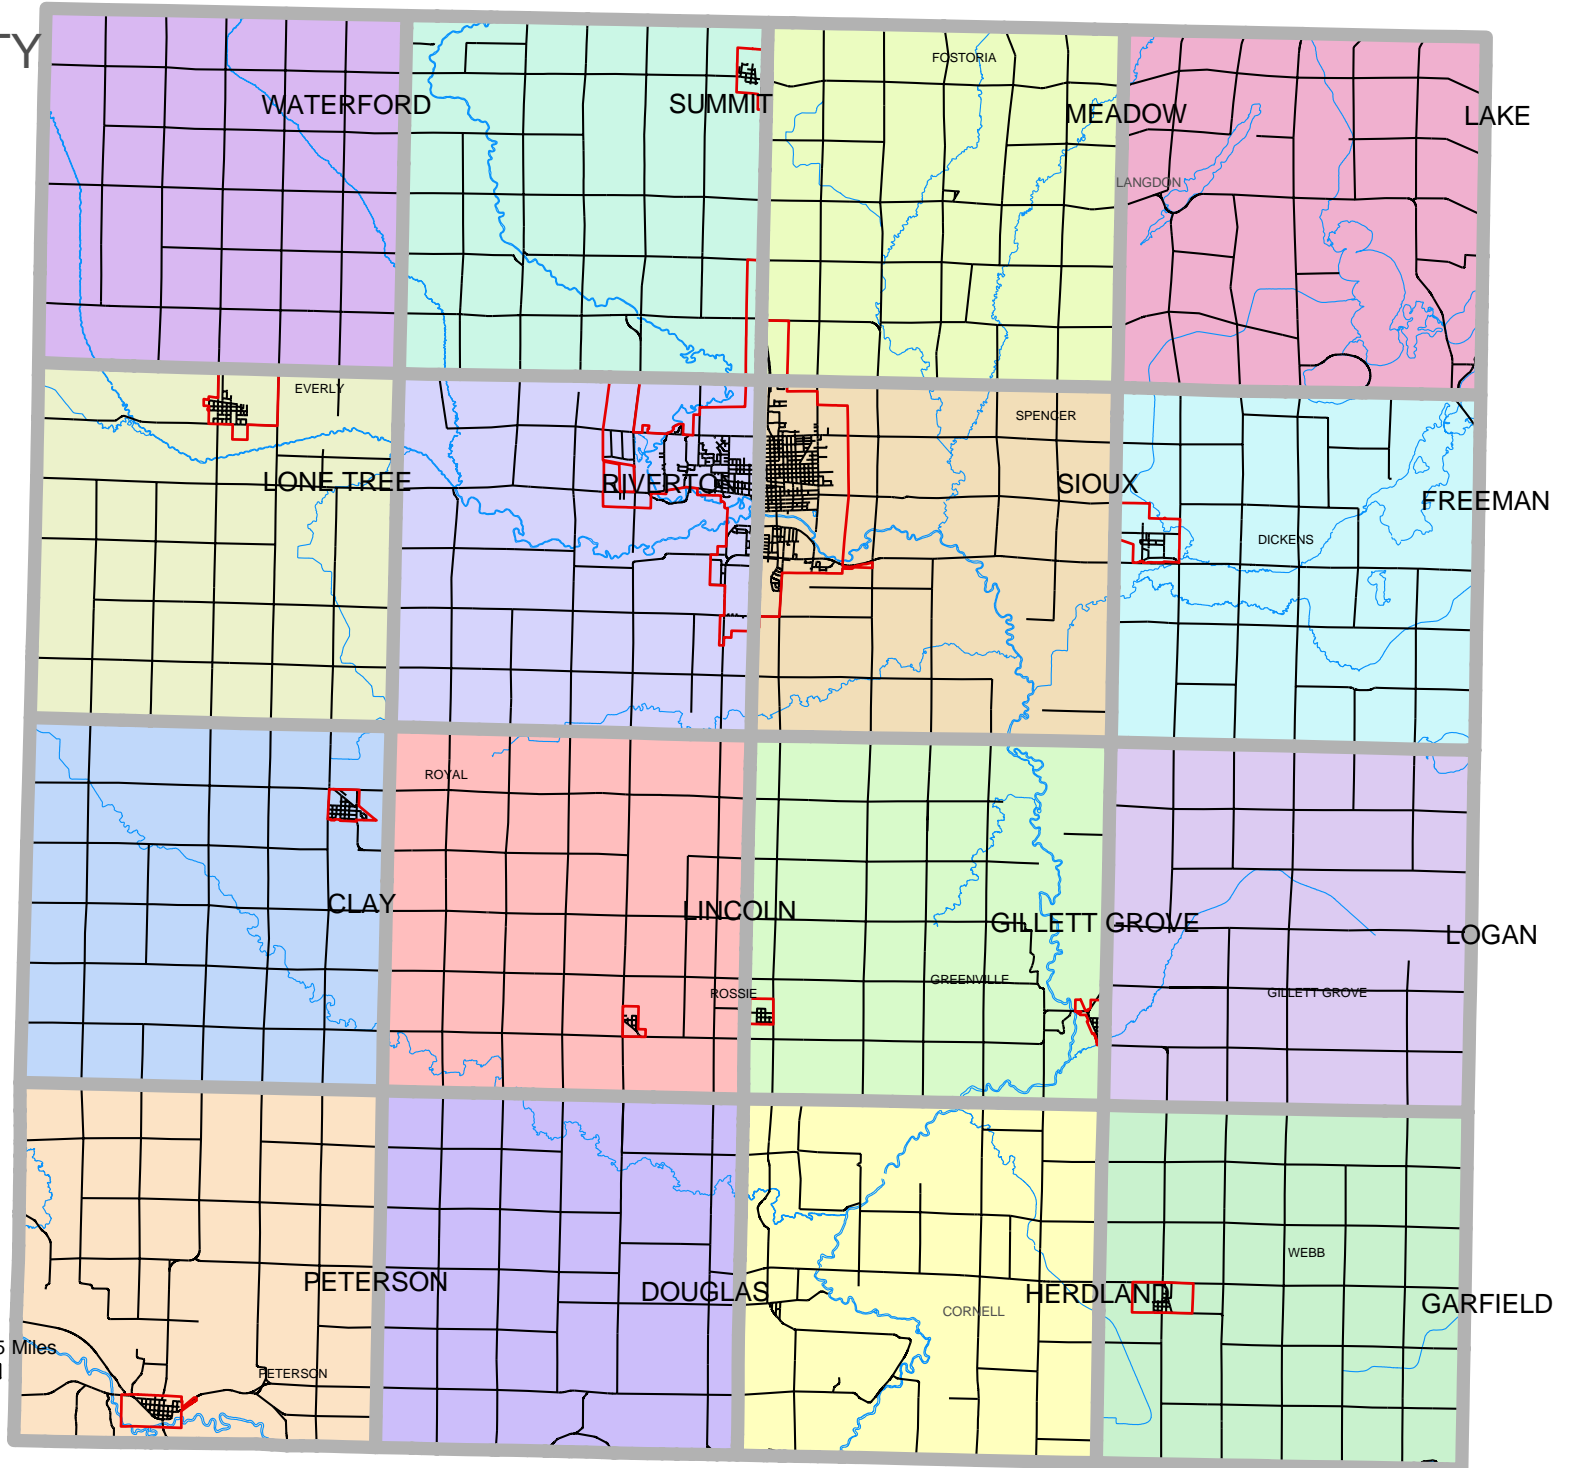 TY
FOSTORIA
WATERFORD
SUMMIT
MEADOW
LAKE
LANGDON
EVERLY
SPENCER
LONE TREE
RIVERTON
SIOUX
FREEMAN
DICKENS
ROYAL
CLAY
LINCOLN
GILLETT GROVE
LOGAN
GREENVILLE
ROSSIE
GILLETT GROVE
WEBB
PETERSON
DOUGLAS
HERDLAND
GARFIELD
CORNELL
5 Miles
PETERSON